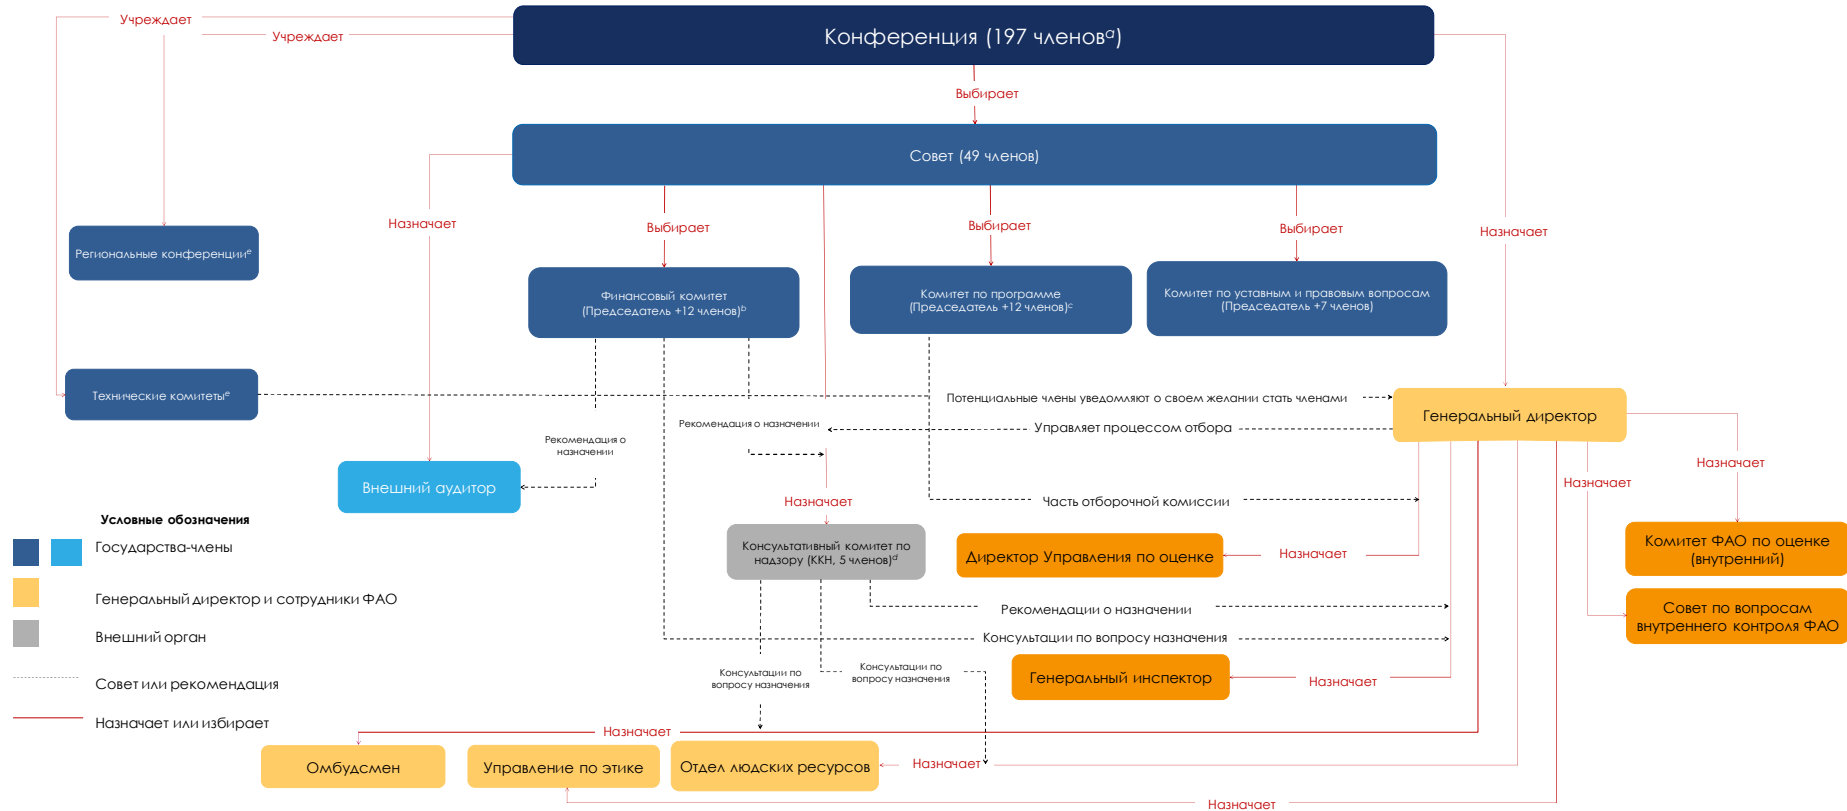 Учреждает
Учреждает
Конференция (197 членовᵃ)
Выбирает
Совет (49 членов)
Назначает
Выбирает
Выбирает
Выбирает
Назначает
Региональные конференцииᵉ
Финансовый комитет
(Председатель +12 членов)ᵇ
Комитет по программе
(Председатель +12 членов)ᶜ
Комитет по уставным и правовым вопросам
(Председатель +7 членов)
Технические комитетыᵉ
Потенциальные члены уведомляют о своем желании стать членами
Генеральный директор
Рекомендация о назначении
Управляет процессом отбора
Рекомендация о
назначении
Назначает
Назначает
Внешний аудитор
Назначает
Часть отборочной комиссии
Условные обозначения
Государства-члены
Консультативный комитет по
надзору (ККН, 5 членов)ᵈ
Директор Управления по оценке
Назначает
Комитет ФАО по оценке
(внутренний)
Генеральный директор и сотрудники ФАО
Рекомендации о назначении
Совет по вопросам
внутреннего контроля ФАО
Внешний орган
Консультации по вопросу назначения
Консультации по
вопросу назначения
Консультации по
вопросу назначения
Генеральный инспектор
Назначает
Совет или рекомендация
Назначает или избирает
Назначает
Омбудсмен
Управление по этике
Отдел людских ресурсов
Назначает
Назначает